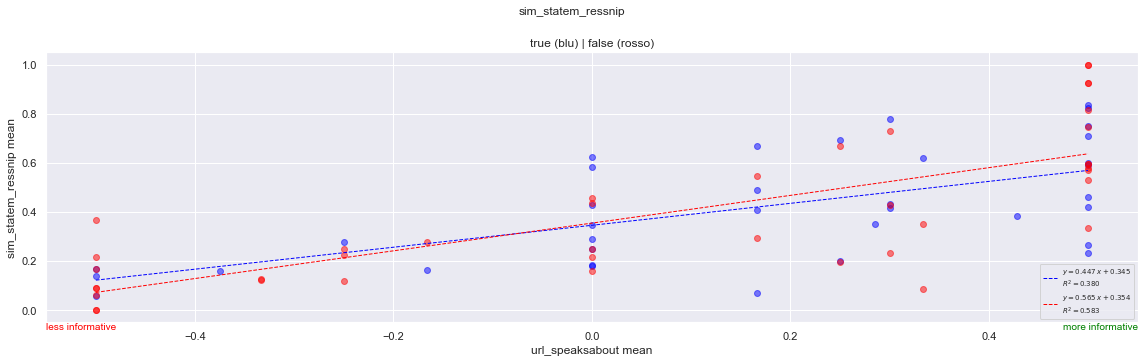 sim_statem_ressnip
true (blu) | false (rosso)
1.0
0.8
0.6
0.4
0.2
0.0
sim_statem_ressnip mean
y = 0.447 x + 0.345
R² = 0.380
y = 0.565 x + 0.354
R² = 0.583
less informative
more informative
−0.4
−0.2
0.0
0.2
0.4
url_speaksabout mean